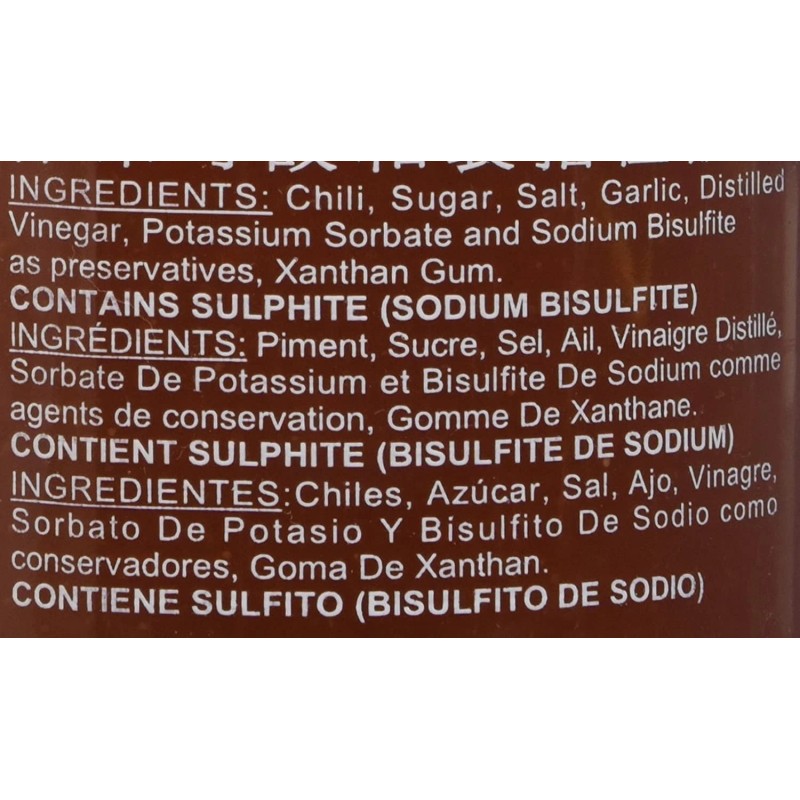 INGREDIENTS: Chili, Sugar, Salt, Garlic, Distilled
Vinegar, Potassium Sorbate and Sodium Bisulfite
as preservatives, Xanthan Gum.
CONTAINS SULPHITE (SODIUM BISULFITE)
INGRÉDIENTS: Piment, Sucre, Sel, Ail, Vinaigre Distillé,
Sorbate De Potassium et Bisulfite De Sodium comme
agents de conservation, Gomme De Xanthane.
CONTIENT SULPHITE (BISULFITE DE SODIUM)
INGREDIENTES:Chiles, Azúcar, Sal, Ajo, Vinagre,
Sorbato De Potasio Y Bísulfito De Sodio como
conservadores, Goma De Xanthan.
CONTIENE SULFITO (BISULFITO DE SODIO)